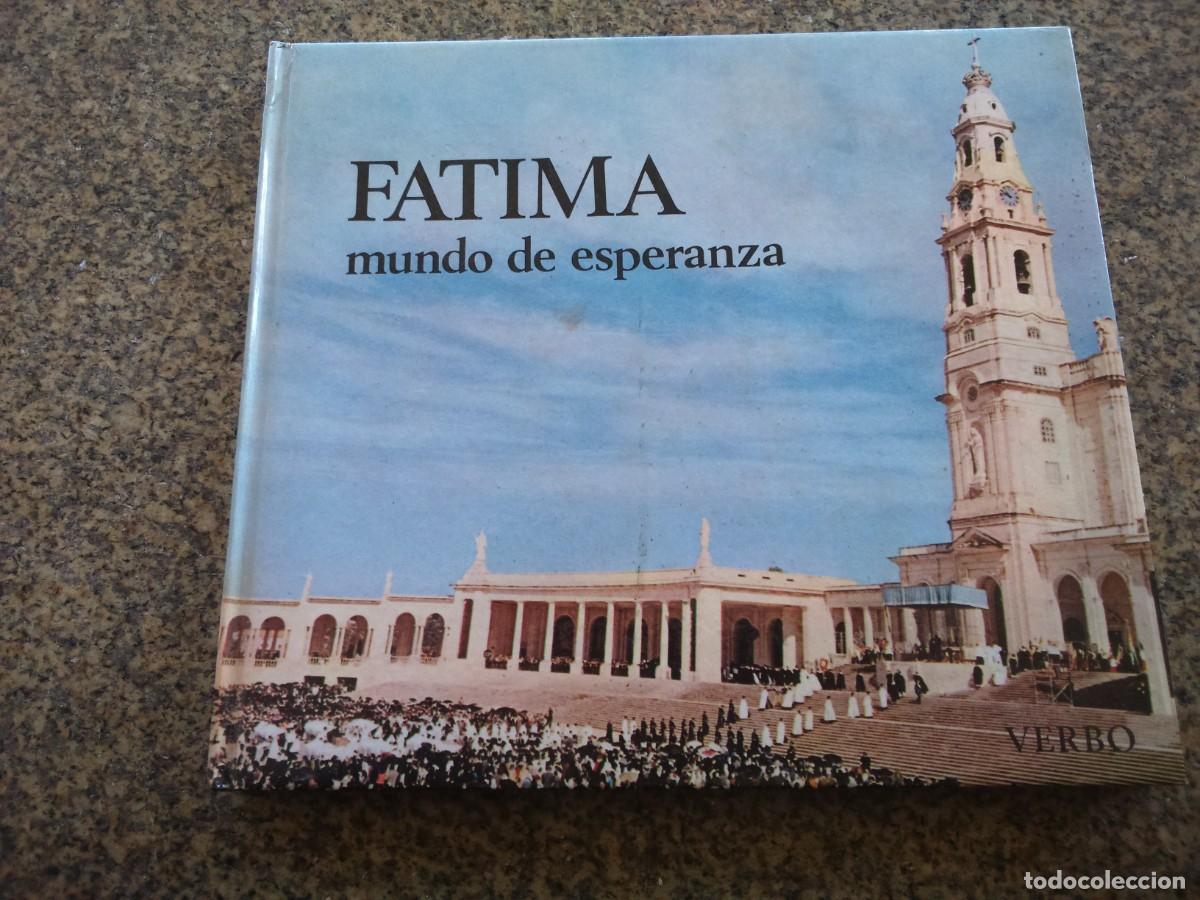 FATIMA
mundo de esperanza
VERBO
todocoleccion